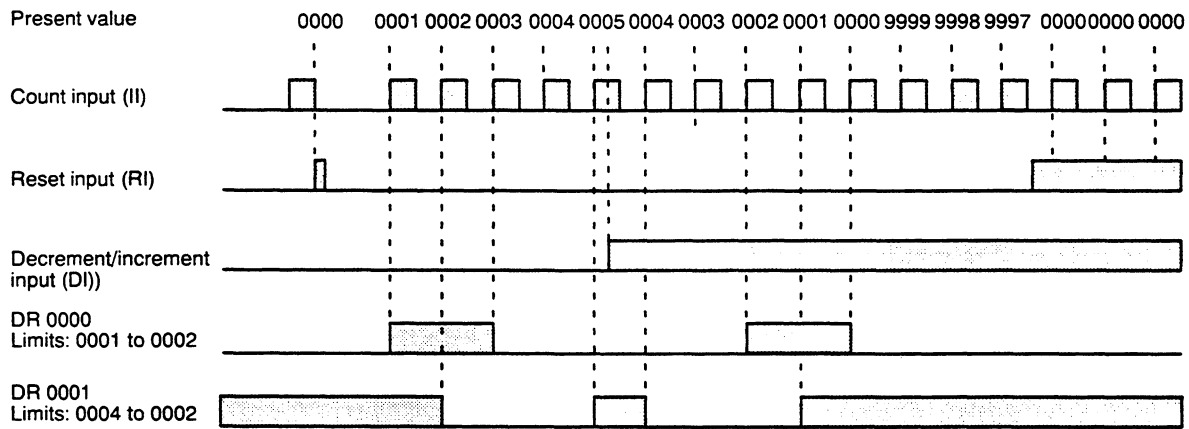 Present value 0000 0001 0002 0003 0004 0005 0004 0003 0002 0001 0000 9999 9998 9997 0000 0000 0000
Count input (II)
Reset input (RI)
Decrement/increment
input (DI))
DR 0000
Limits: 0001 to 0002
DR 0001
Limits: 0004 to 0002